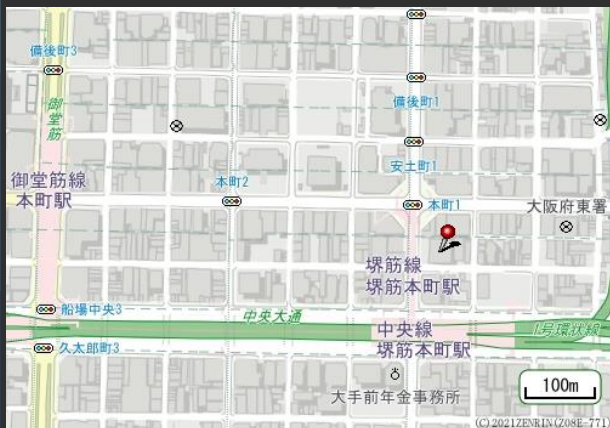 備後町3
御堂筋
備後町1
安土町1
御堂筋線
本町駅
本町2
本町1
大阪府東署
堺筋線
堺筋本町駅
船場中央3
中央大通
中央線
堺筋本町駅
1号環状線
久太郎町3
大手前年金事務所
100m
(C)2021ZENRIN(Z08E-771)